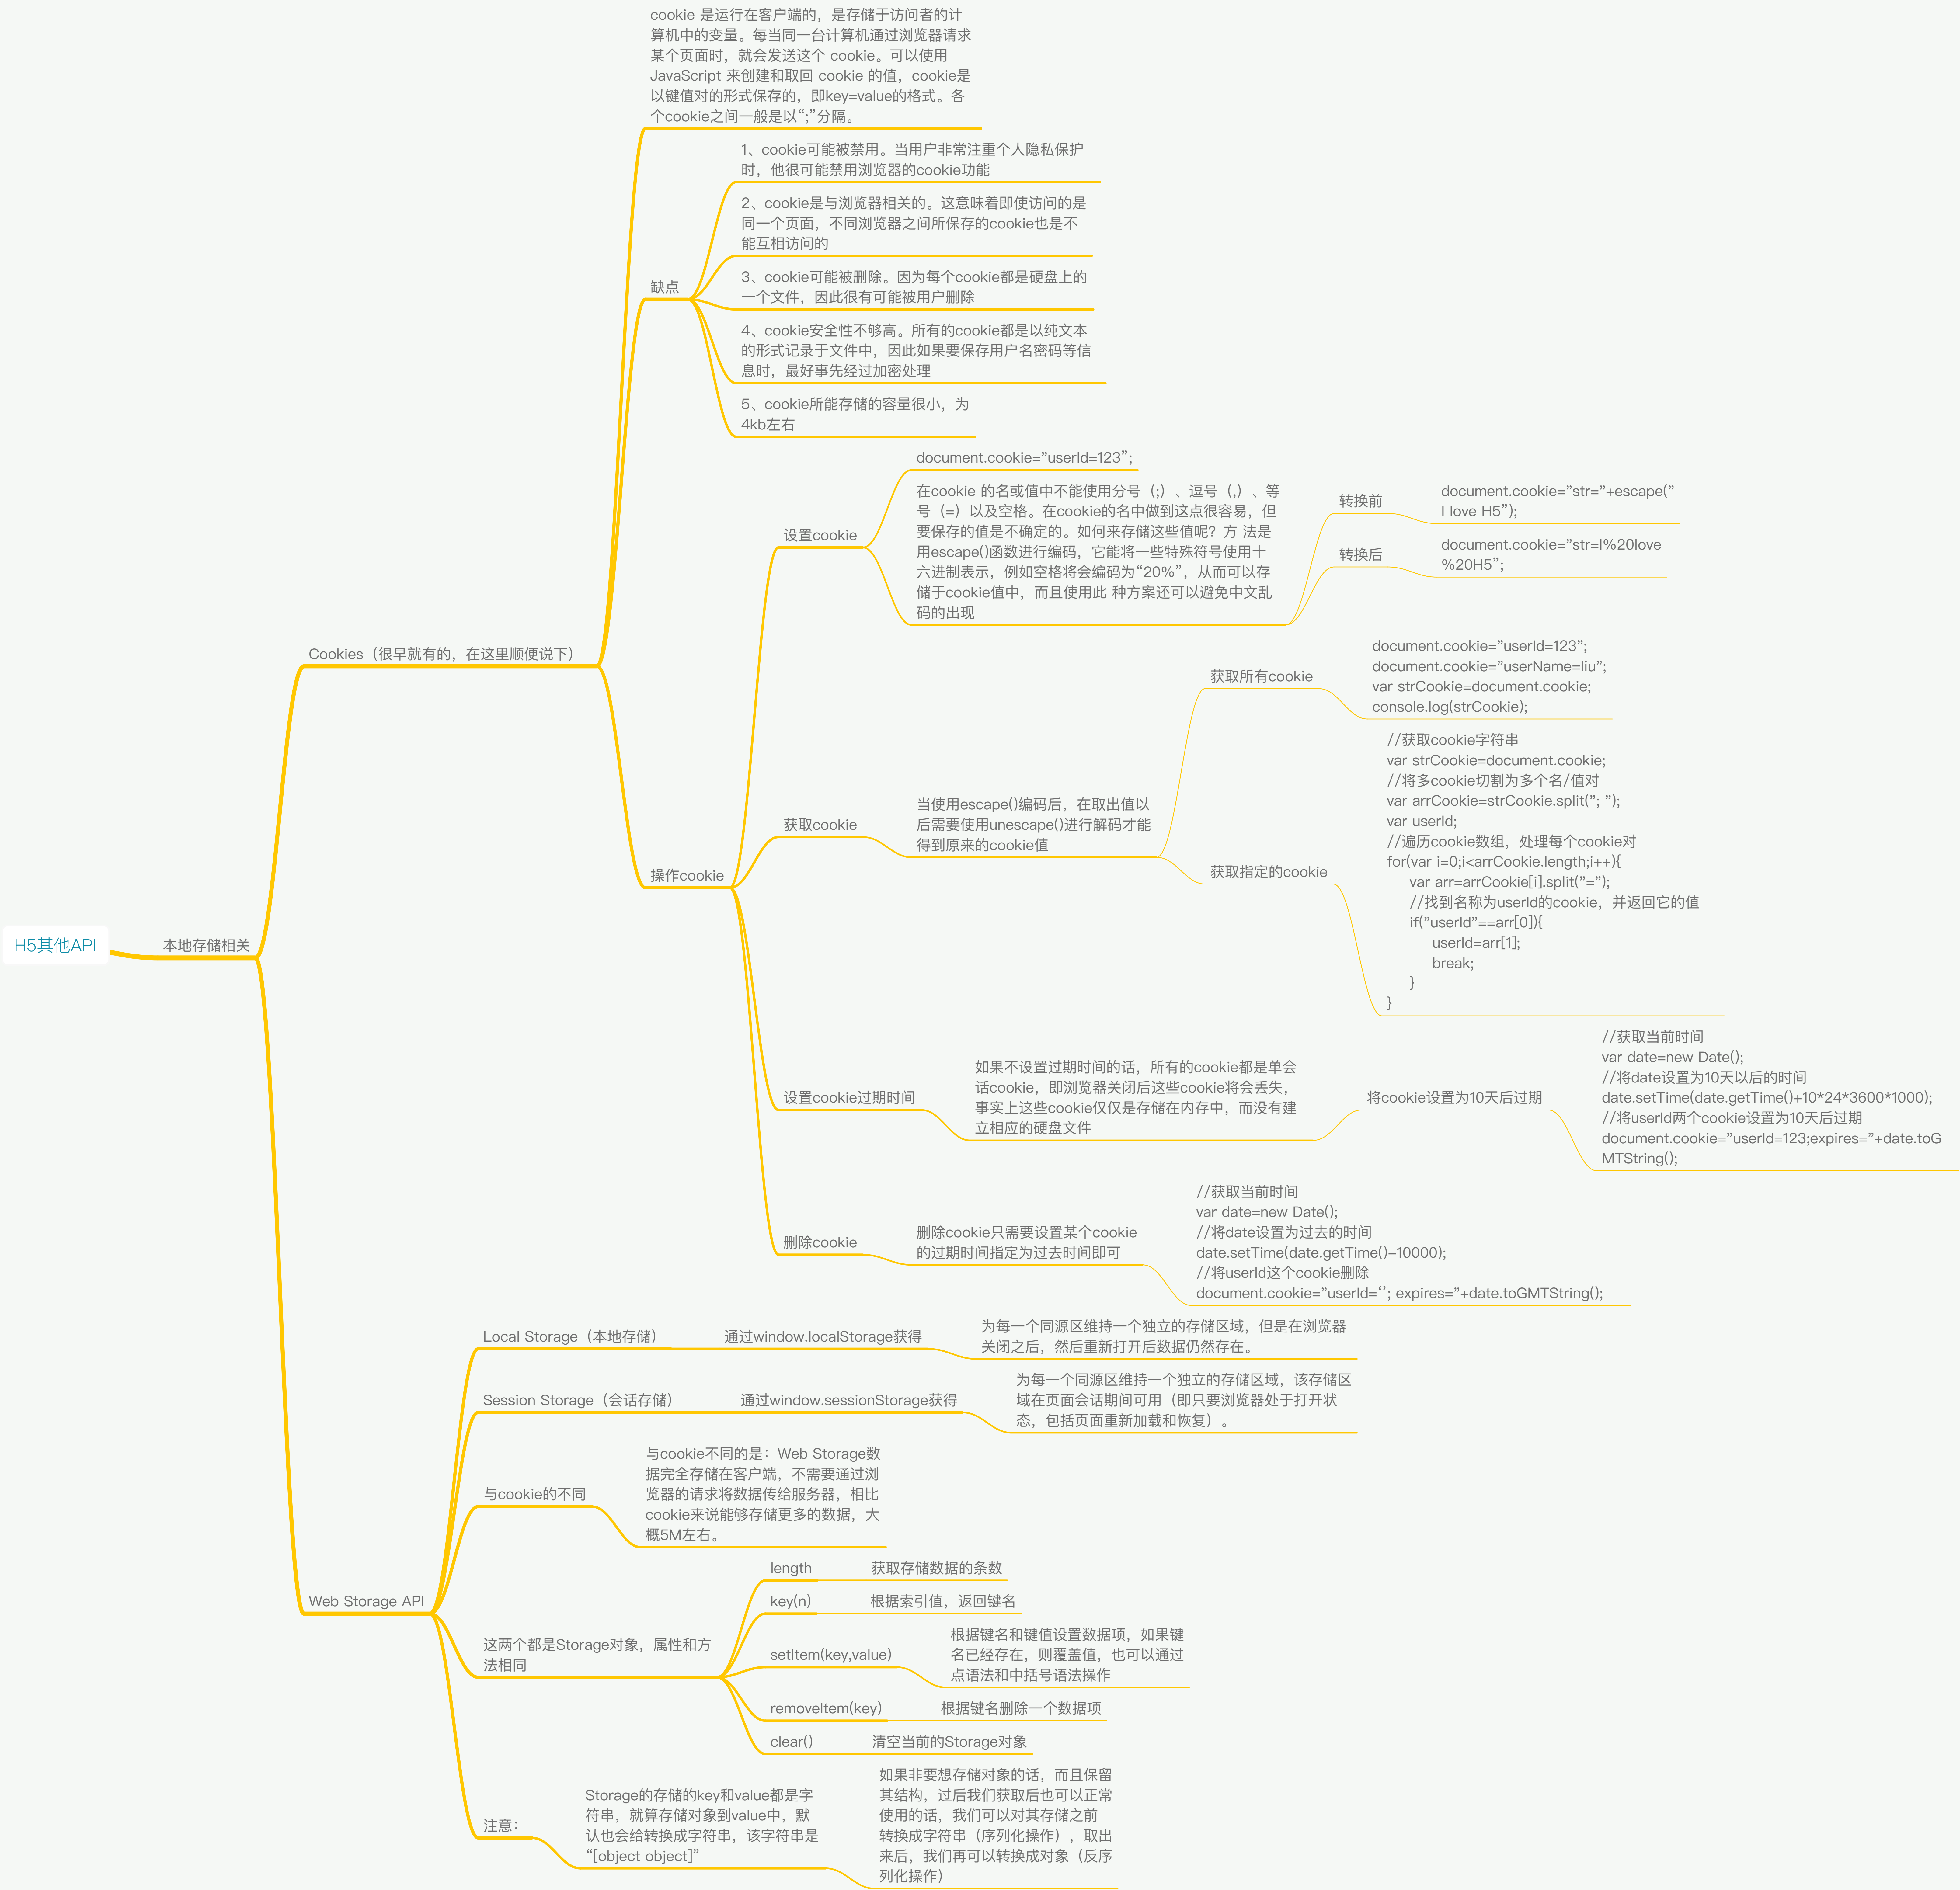 H5其他API
本地存储相关
Cookies（很早就有的，在这里顺便说下）
cookie 是运行在客户端的，是存储于访问者的计
算机中的变量。每当同一台计算机通过浏览器请求
某个页面时，就会发送这个 cookie。可以使用
JavaScript 来创建和取回 cookie 的值，cookie是
以键值对的形式保存的，即key=value的格式。各
个cookie之间一般是以“;”分隔。
缺点
1、cookie可能被禁用。当用户非常注重个人隐私保护
时，他很可能禁用浏览器的cookie功能
2、cookie是与浏览器相关的。这意味着即使访问的是
同一个页面，不同浏览器之间所保存的cookie也是不
能互相访问的
3、cookie可能被删除。因为每个cookie都是硬盘上的
一个文件，因此很有可能被用户删除
4、cookie安全性不够高。所有的cookie都是以纯文本
的形式记录于文件中，因此如果要保存用户名密码等信
息时，最好事先经过加密处理
5、cookie所能存储的容量很小，为
4kb左右
操作cookie
设置cookie
document.cookie=”userId=123”;
在cookie 的名或值中不能使用分号（;）、逗号（,）、等
号（=）以及空格。在cookie的名中做到这点很容易，但
要保存的值是不确定的。如何来存储这些值呢？方 法是
用escape()函数进行编码，它能将一些特殊符号使用十
六进制表示，例如空格将会编码为“20%”，从而可以存
储于cookie值中，而且使用此 种方案还可以避免中文乱
码的出现
转换前
document.cookie=”str=”+escape(”
I love H5”);
转换后
document.cookie=”str=I%20love
%20H5”;
获取cookie
当使用escape()编码后，在取出值以
后需要使用unescape()进行解码才能
得到原来的cookie值
获取所有cookie
document.cookie=”userId=123”;
document.cookie=”userName=liu”;
var strCookie=document.cookie;
console.log(strCookie);
获取指定的cookie
//获取cookie字符串
var strCookie=document.cookie;
//将多cookie切割为多个名/值对
var arrCookie=strCookie.split(”; ”);
var userId;
//遍历cookie数组，处理每个cookie对
for(var i=0;i<arrCookie.length;i++){
var arr=arrCookie[i].split(”=”);
//找到名称为userId的cookie，并返回它的值
if(”userId”==arr[0]){
userId=arr[1];
break;
}
}
设置cookie过期时间
如果不设置过期时间的话，所有的cookie都是单会
话cookie，即浏览器关闭后这些cookie将会丢失，
事实上这些cookie仅仅是存储在内存中，而没有建
立相应的硬盘文件
将cookie设置为10天后过期
//获取当前时间
var date=new Date();
//将date设置为10天以后的时间
date.setTime(date.getTime()+10*24*3600*1000);
//将userId两个cookie设置为10天后过期
document.cookie=”userId=123;expires=”+date.toG
MTString();
删除cookie
删除cookie只需要设置某个cookie
的过期时间指定为过去时间即可
//获取当前时间
var date=new Date();
//将date设置为过去的时间
date.setTime(date.getTime()-10000);
//将userId这个cookie删除
document.cookie=”userId=‘’; expires=”+date.toGMTString();
Web Storage API
Local Storage（本地存储）
通过window.localStorage获得
为每一个同源区维持一个独立的存储区域，但是在浏览器
关闭之后，然后重新打开后数据仍然存在。
Session Storage（会话存储）
通过window.sessionStorage获得
为每一个同源区维持一个独立的存储区域，该存储区
域在页面会话期间可用（即只要浏览器处于打开状
态，包括页面重新加载和恢复）。
与cookie的不同
与cookie不同的是：Web Storage数
据完全存储在客户端，不需要通过浏
览器的请求将数据传给服务器，相比
cookie来说能够存储更多的数据，大
概5M左右。
这两个都是Storage对象，属性和方
法相同
length
获取存储数据的条数
key(n)
根据索引值，返回键名
setItem(key,value)
根据键名和键值设置数据项，如果键
名已经存在，则覆盖值，也可以通过
点语法和中括号语法操作
removeItem(key)
根据键名删除一个数据项
clear()
清空当前的Storage对象
注意：
Storage的存储的key和value都是字
符串，就算存储对象到value中，默
认也会给转换成字符串，该字符串是
“[object object]”
如果非要想存储对象的话，而且保留
其结构，过后我们获取后也可以正常
使用的话，我们可以对其存储之前
转换成字符串（序列化操作），取出
来后，我们再可以转换成对象（反序
列化操作）